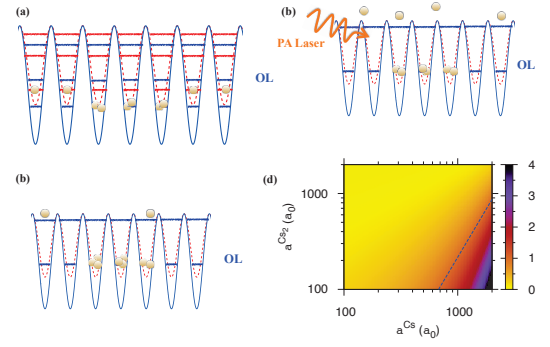 (a)
OL
(b)
PA Laser
OL
(b)
OL
(d)
1000
100
100
1000
a^Cs2 (a0)
a^Cs (a0)
4
3
2
1
0